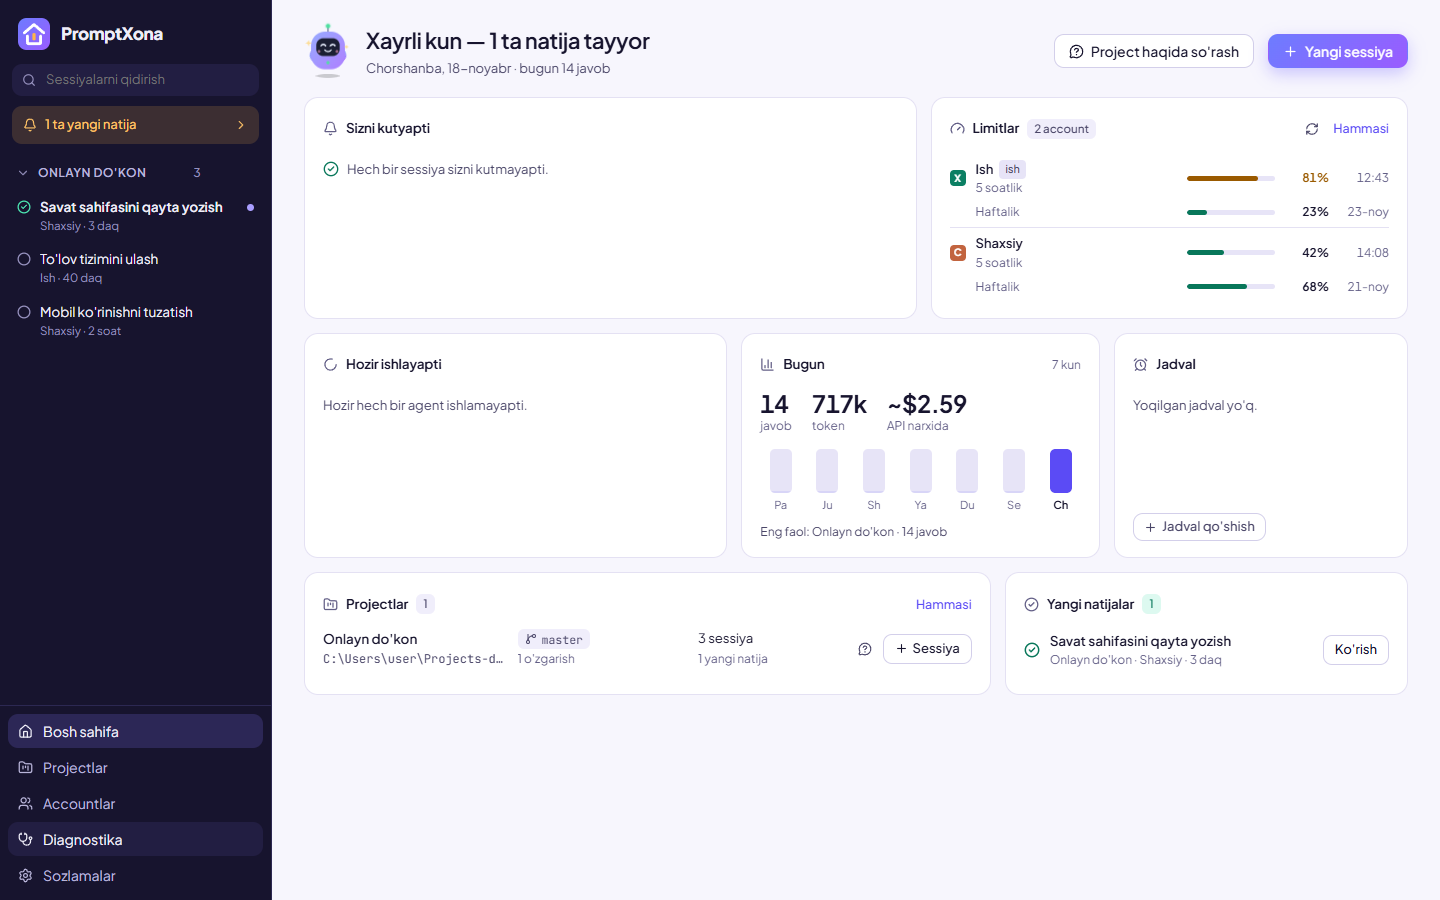 PromptXona
Sessiyalarni qidirish
1 ta yangi natija
ONLAYN DO'KON 3
Savat sahifasini qayta yozish
Shaxsiy · 3 daq
To'lov tizimini ulash
Ish · 40 daq
Mobil ko'rinishni tuzatish
Shaxsiy · 2 soat
Bosh sahifa
Projectlar
Accountlar
Diagnostika
Sozlamalar
Xayrli kun — 1 ta natija tayyor
Chorshanba, 18-noyabr · bugun 14 javob
Project haqida so'rash
Yangi sessiya
Sizni kutyapti
Hech bir sessiya sizni kutmayapti.
Limitlar 2 account Hammasi
X Ish ish
5 soatlik 81% 12:43
Haftalik 23% 23-noy
C Shaxsiy
5 soatlik 42% 14:08
Haftalik 68% 21-noy
Hozir ishlayapti
Hozir hech bir agent ishlamayapti.
Bugun 7 kun
14 717k ~$2.59
javob token API narxida
Pa Ju Sh Ya Du Se Ch
Eng faol: Onlayn do'kon · 14 javob
Jadval
Yoqilgan jadval yo'q.
Jadval qo'shish
Projectlar 1 Hammasi
Onlayn do'kon master 3 sessiya
C:\Users\user\Projects-d… 1 o'zgarish 1 yangi natija
Sessiya
Yangi natijalar 1
Savat sahifasini qayta yozish
Onlayn do'kon · Shaxsiy · 3 daq
Ko'rish